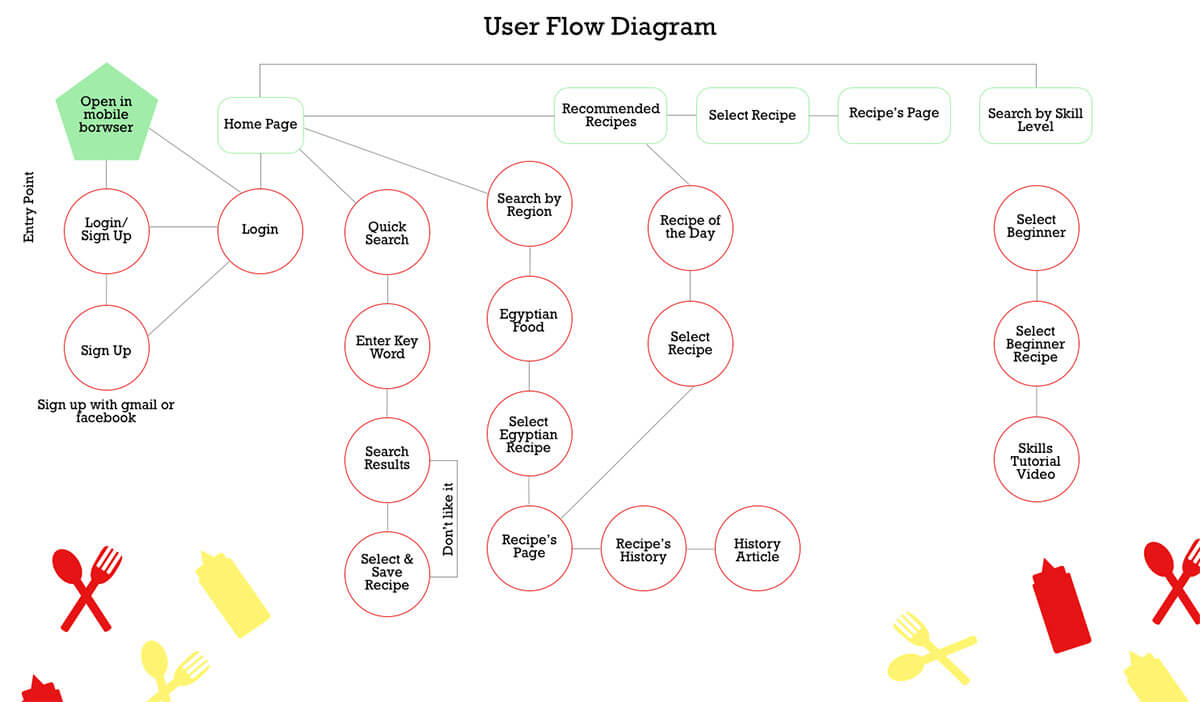 User Flow Diagram
Open in
mobile
borwser
Home Page
Recommended
Recipes
Select Recipe
Recipe's Page
Search by Skill
Level
Entry Point
Login/
Sign Up
Login
Quick
Search
Search by
Region
Recipe of
the Day
Select
Beginner
Sign Up
Sign up with gmail or
facebook
Enter Key
Word
Egyptian
Food
Select
Recipe
Select
Beginner
Recipe
Search
Results
Select
Egyptian
Recipe
Skills
Tutorial
Video
Don't like it
Select &
Save
Recipe
Recipe's
Page
Recipe's
History
History
Article